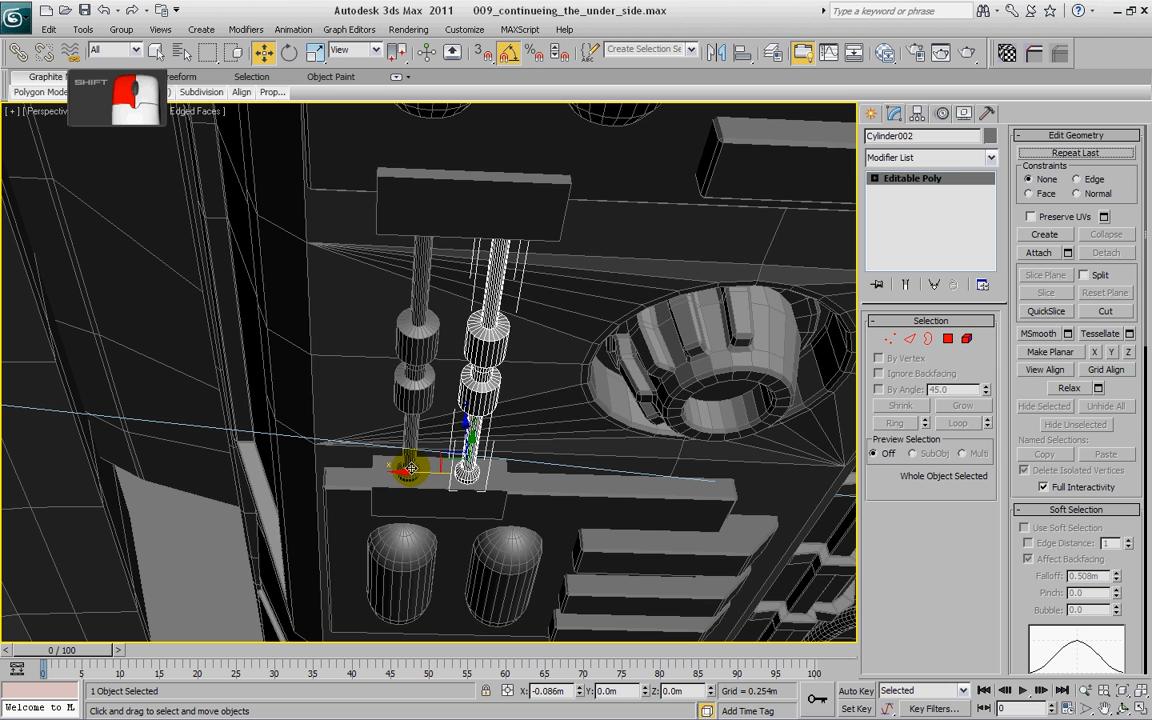 Autodesk 3ds Max 2011 009_continueing_the_under_side.max
Type a keyword or phrase
Edit Tools Group Views Create Modifiers Animation Graph Editors Rendering Customize MAXScript Help
All View Create Selection Se
Graphite M reeform Selection Object Paint
Polygon Mode Subdivision Align Prop...
SHIFT
[ + ] [ Perspectiv Edged Faces ]
Cylinder002
Modifier List
Editable Poly
Selection
By Vertex
Ignore Backfacing
By Angle: 45.0
Shrink Grow
Ring Loop
Preview Selection
Off SubObj Multi
Whole Object Selected
Edit Geometry
Repeat Last
Constraints
None Edge
Face Normal
Preserve UVs
Create Collapse
Attach Detach
Slice Plane Split
Slice Reset Plane
QuickSlice Cut
MSmooth Tessellate
Make Planar X Y Z
View Align Grid Align
Relax
Hide Selected Unhide All
Hide Unselected
Named Selections:
Copy Paste
Delete Isolated Vertices
Full Interactivity
Soft Selection
Use Soft Selection
Edge Distance: 1
Affect Backfacing
Falloff: 0.508m
Pinch: 0.0
Bubble: 0.0
0 / 100
0 5 10 15 20 25 30 35 40 45 50 55 60 65 70 75 80 85 90 95 100
1 Object Selected X: -0.086m Y: 0.0m Z: 0.0m Grid = 0.254m Auto Key Selected
Welcome to M Click and drag to select and move objects Add Time Tag Set Key Key Filters... 0